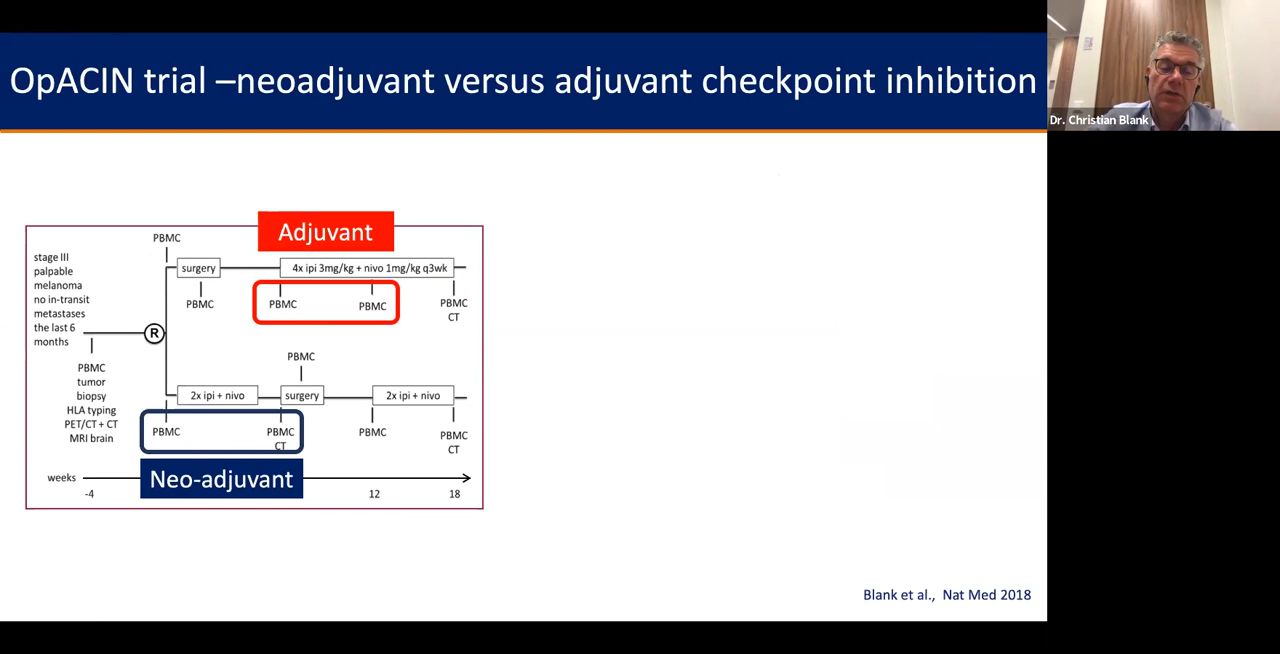 OpACIN trial –neoadjuvant versus adjuvant checkpoint inhibition
Dr. Christian Blank
Adjuvant
PBMC
stage III
palpable
melanoma
no in-transit
metastases
the last 6
months
surgery
4x ipi 3mg/kg + nivo 1mg/kg q3wk
PBMC
PBMC
PBMC
PBMC
CT
R
PBMC
tumor
biopsy
HLA typing
PET/CT + CT
MRI brain
PBMC
2x ipi + nivo
surgery
2x ipi + nivo
PBMC
PBMC
CT
PBMC
PBMC
CT
Neo-adjuvant
weeks
-4
12
18
Blank et al., Nat Med 2018